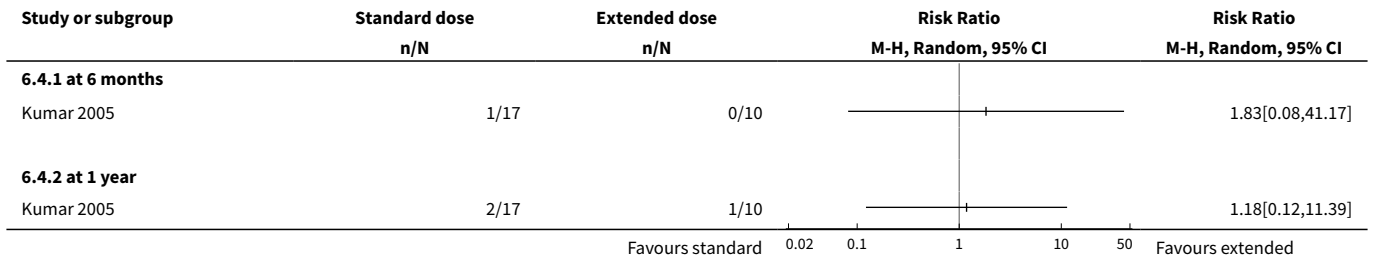 Study or subgroup Standard dose Extended dose Risk Ratio Risk Ratio
n/N n/N M-H, Random, 95% CI M-H, Random, 95% CI
6.4.1 at 6 months
Kumar 2005 1/17 0/10 1.83[0.08,41.17]
6.4.2 at 1 year
Kumar 2005 2/17 1/10 1.18[0.12,11.39]
Favours standard 0.02 0.1 1 10 50 Favours extended